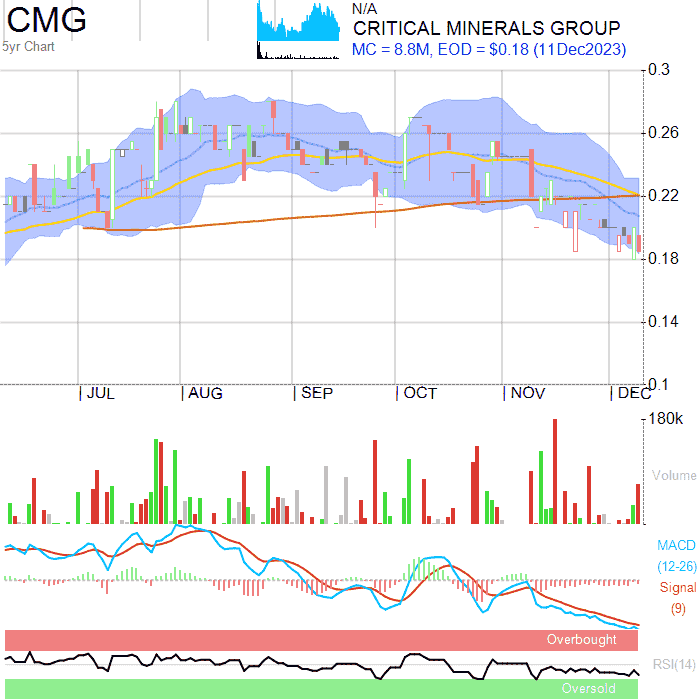 CMG
5yr Chart
N/A
CRITICAL MINERALS GROUP
MC = 8.8M, EOD = $0.18 (11Dec2023)
0.3
0.26
0.22
0.18
0.14
0.1
JUL AUG SEP OCT NOV DEC
180k
Volume
MACD
(12-26)
Signal
(9)
Overbought
RSI(14)
Oversold